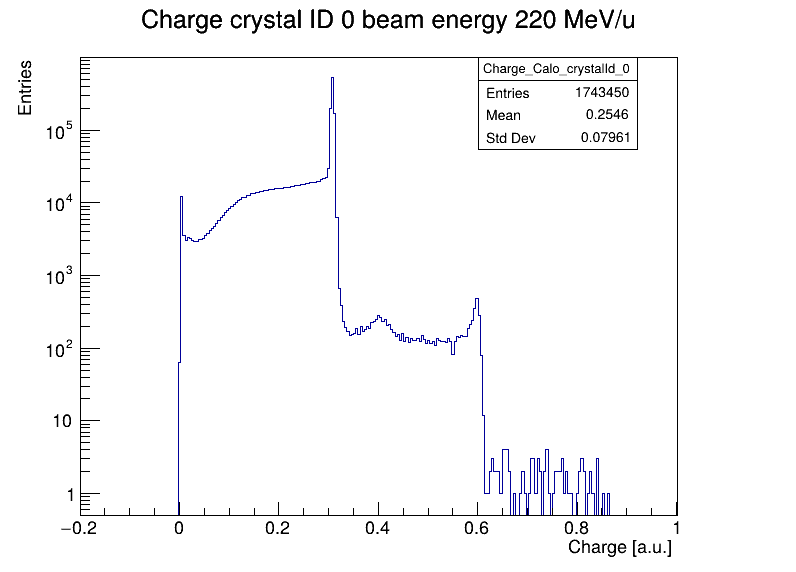 Charge crystal ID 0 beam energy 220 MeV/u
Entries
Charge_Calo_crystalId_0
Entries 1743450
Mean 0.2546
Std Dev 0.07961
10^5
10^4
10^3
10^2
10
1
−0.2 0 0.2 0.4 0.6 0.8 1
Charge [a.u.]